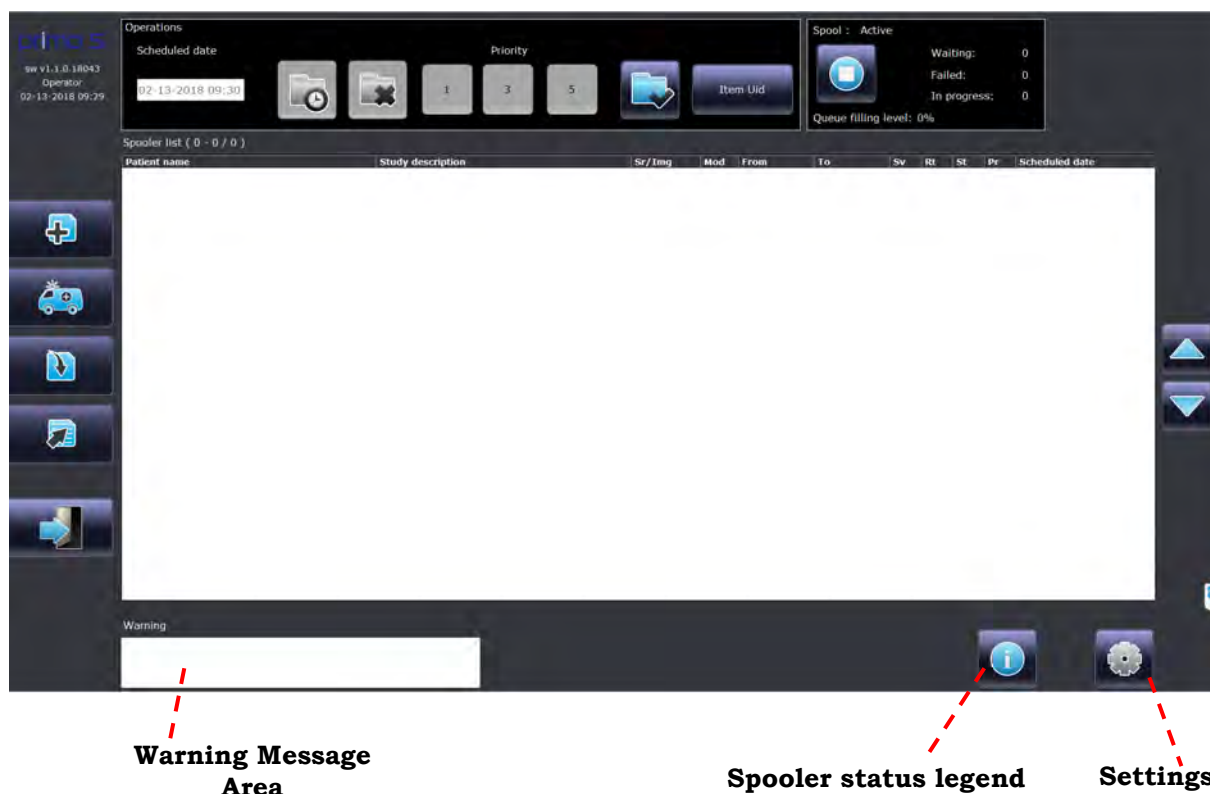 sw v1.1.0.18043
Operator
02-13-2018 09:29
Operations
Scheduled date
Priority
02-13-2018 09:30
1
3
5
Item Uid
Spool : Active
Waiting: 0
Failed: 0
In progress: 0
Queue filling level: 0%
Spooler list ( 0 - 0 / 0 )
Patient name Study description Sr/Img Mod From To Sv Rt St Pr Scheduled date
Warning
i
Warning Message
Area
Spooler status legend
Settings